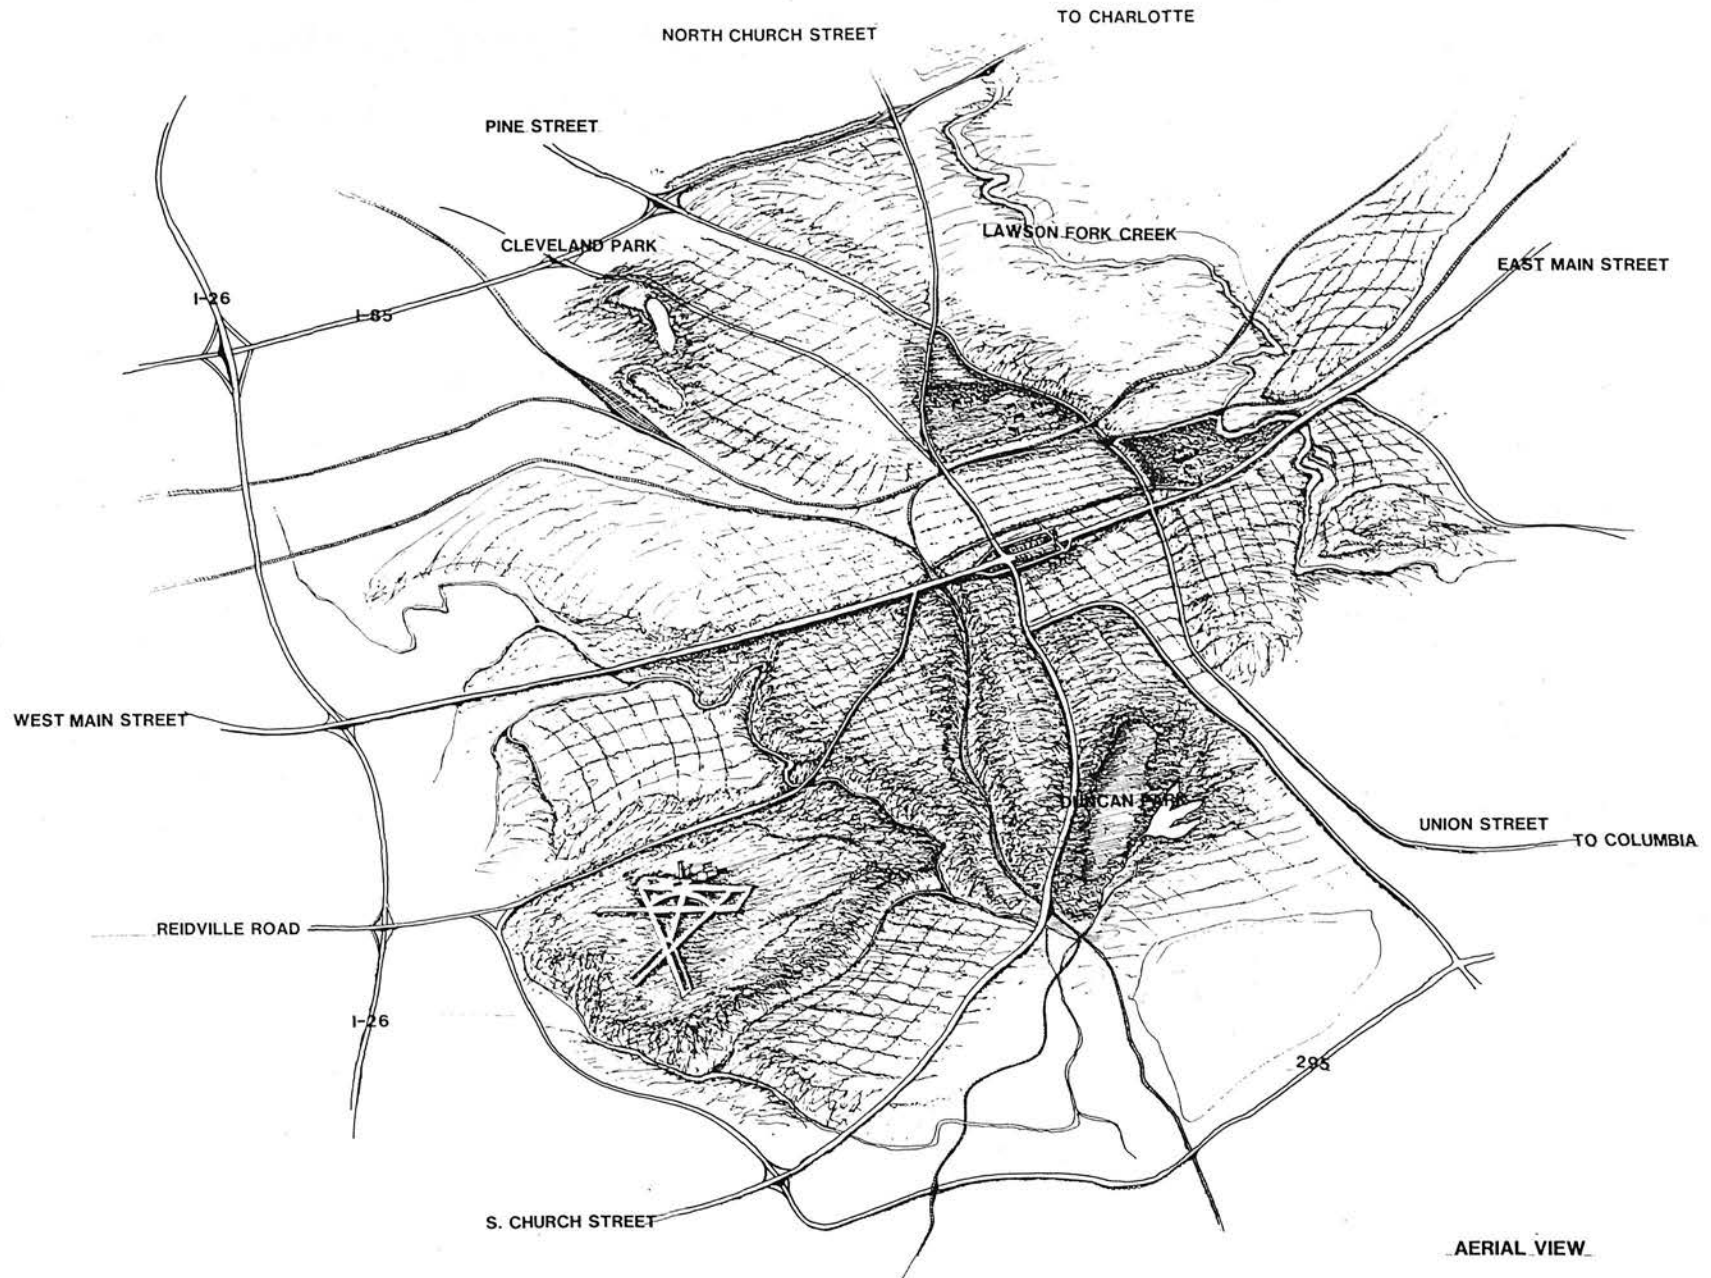 TO CHARLOTTE
NORTH CHURCH STREET
PINE STREET
LAWSON FORK CREEK
CLEVELAND PARK
EAST MAIN STREET
I-26
I-85
WEST MAIN STREET
DUNCAN PARK
UNION STREET
TO COLUMBIA
REIDVILLE ROAD
I-26
295
S. CHURCH STREET
AERIAL VIEW